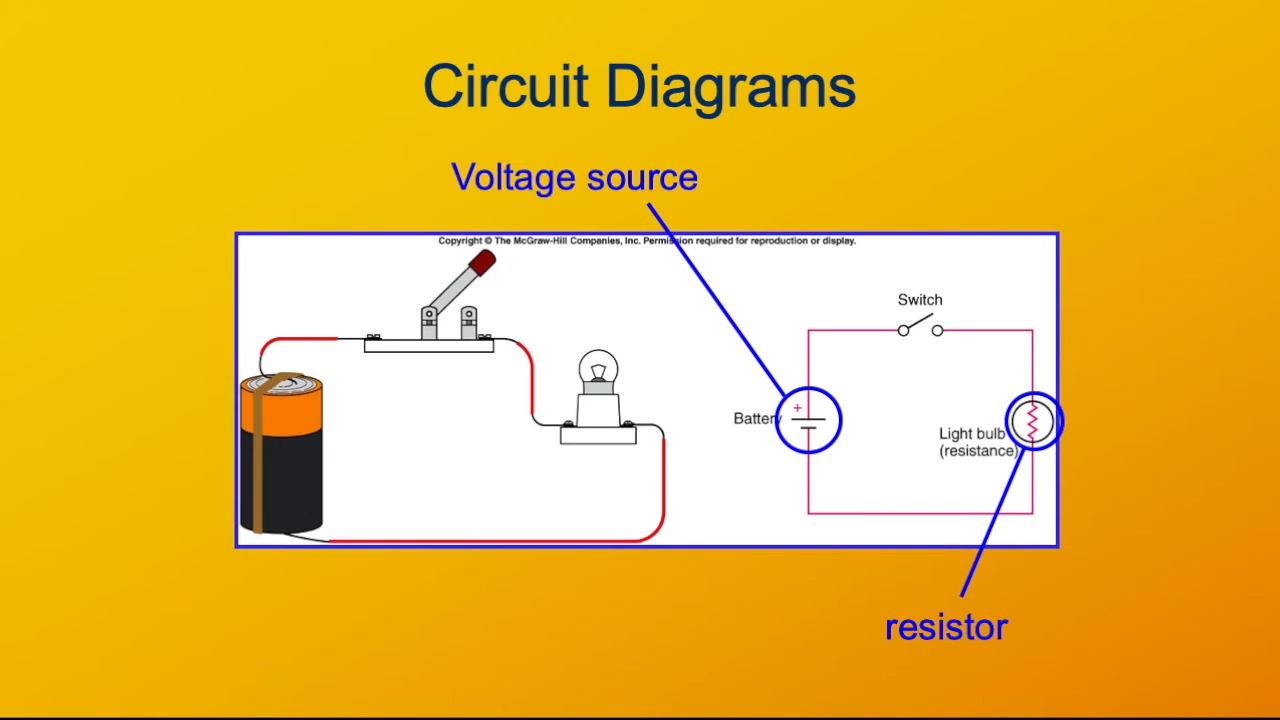 Circuit Diagrams
Voltage source
Copyright © The McGraw-Hill Companies, Inc. Permission required for reproduction or display.
Switch
+
Battery
Light bulb
(resistance)
resistor